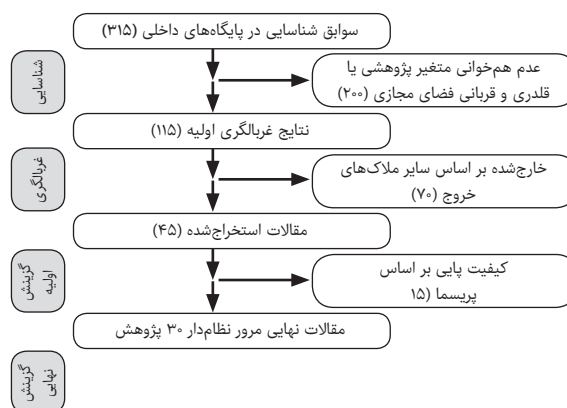 سوابق شناسایی در پایگاه‌های داخلی (۳۱۵)
شناسایی
عدم هم‌خوانی متغیر پژوهشی یا
قلدری و قربانی فضای مجازی (۲۰۰)
نتایج غربالگری اولیه (۱۱۵)
غربالگری
خارج‌شده بر اساس سایر ملاک‌های
خروج (۷۰)
مقالات استخراج‌شده (۴۵)
گزینش
اولیه
کیفیت پایی بر اساس
پریسما (۱۵
مقالات نهایی مرور نظام‌دار ۳۰ پژوهش
گزینش
نهایی